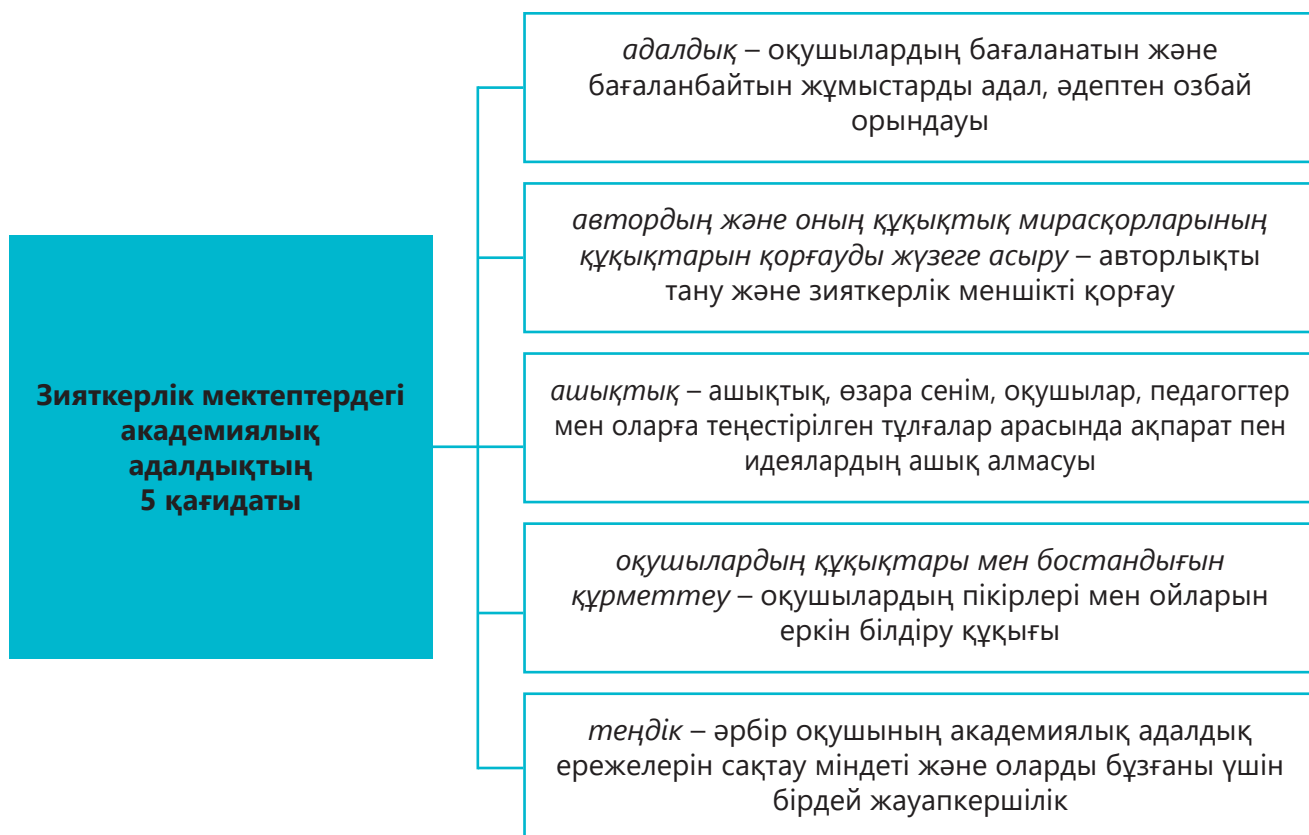 Зияткерлік мектептердегі
академиялық
адалдықтың
5 қағидаты
адалдық – оқушылардың бағаланатын және
бағаланбайтын жұмыстарды адал, әдептен озбай
орындауы
автордың және оның құқықтық мирасқорларының
құқықтарын қорғауды жүзеге асыру – авторлықты
тану және зияткерлік меншікті қорғау
ашықтық – ашықтық, өзара сенім, оқушылар, педагогтер
мен оларға теңестірілген тұлғалар арасында ақпарат пен
идеялардың ашық алмасуы
оқушылардың құқықтары мен бостандығын
құрметтеу – оқушылардың пікірлері мен ойларын
еркін білдіру құқығы
теңдік – әрбір оқушының академиялық адалдық
ережелерін сақтау міндеті және оларды бұзғаны үшін
бірдей жауапкершілік